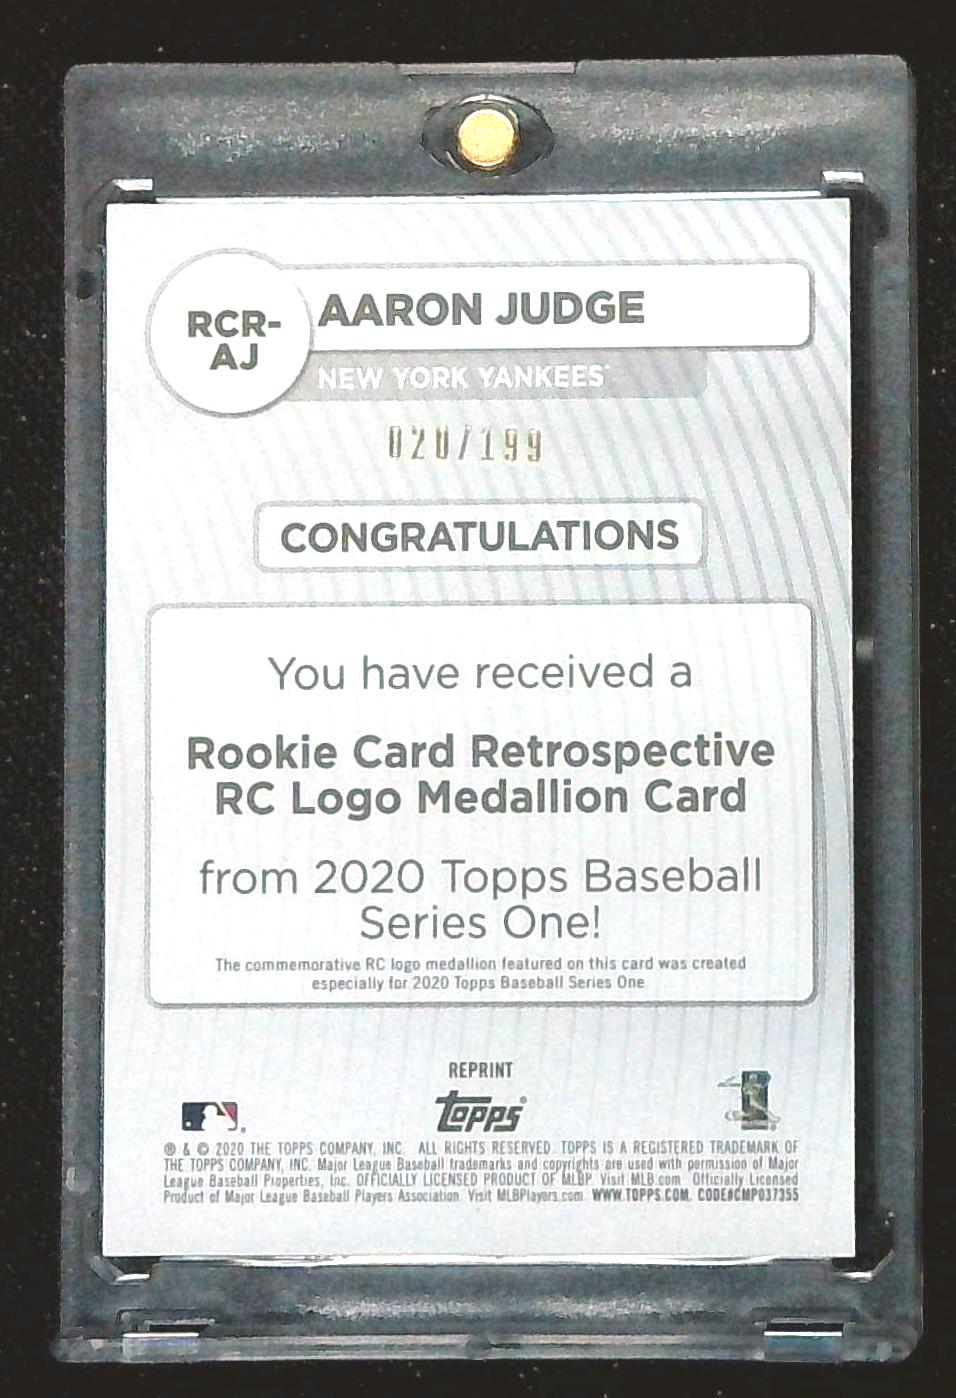 RCR-
AJ
AARON JUDGE
NEW YORK YANKEES
020/199
CONGRATULATIONS
You have received a
Rookie Card Retrospective
RC Logo Medallion Card
from 2020 Topps Baseball
Series One!
The commemorative RC logo medallion featured on this card was created
especially for 2020 Topps Baseball Series One.
REPRINT
topps
® & © 2020 THE TOPPS COMPANY, INC. ALL RIGHTS RESERVED. TOPPS IS A REGISTERED TRADEMARK OF
THE TOPPS COMPANY, INC. Major League Baseball trademarks and copyrights are used with permission of Major
League Baseball Properties, Inc. OFFICIALLY LICENSED PRODUCT OF MLBP. Visit MLB.com. Officially Licensed
Product of Major League Baseball Players Association. Visit MLBPlayers.com. WWW.TOPPS.COM. CODE#CMP037355